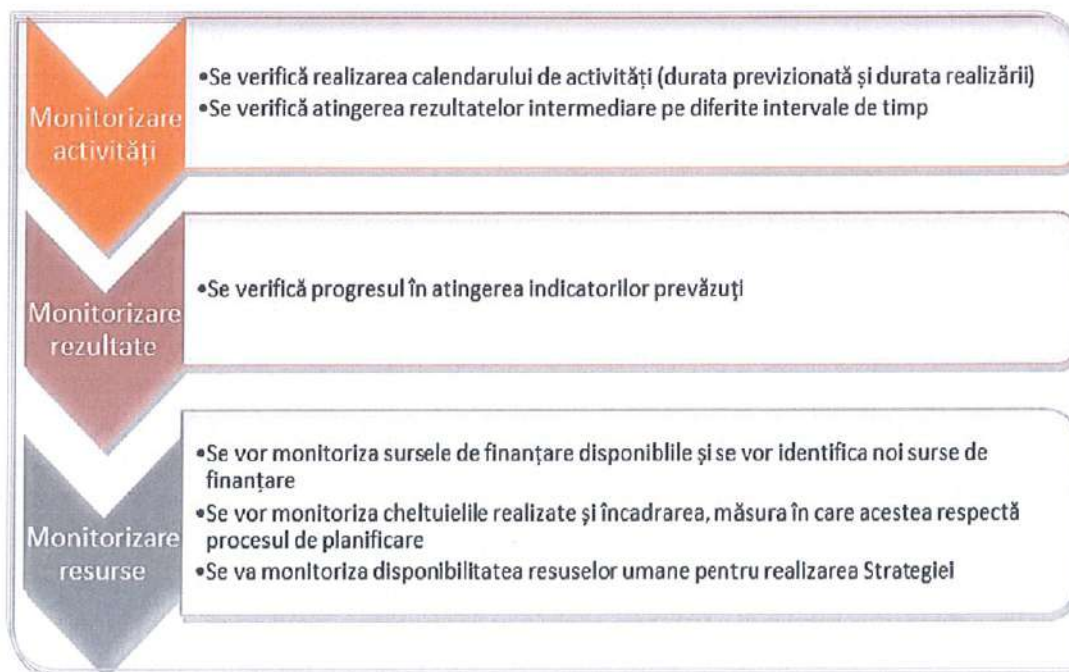 Monitorizare
activități
•Se verifică realizarea calendarului de activități (durata previzionată și durata realizării)
•Se verifică atingerea rezultatelor intermediare pe diferite intervale de timp
Monitorizare
rezultate
•Se verifică progresul în atingerea indicatorilor prevăzuți
Monitorizare
resurse
•Se vor monitoriza sursele de finanțare disponiblile și se vor identifica noi surse de
finanțare
•Se vor monitoriza cheltuielile realizate și încadrarea, măsura în care acestea respectă
procesul de planificare
•Se va monitoriza disponibilitatea resuselor umane pentru realizarea Strategiei